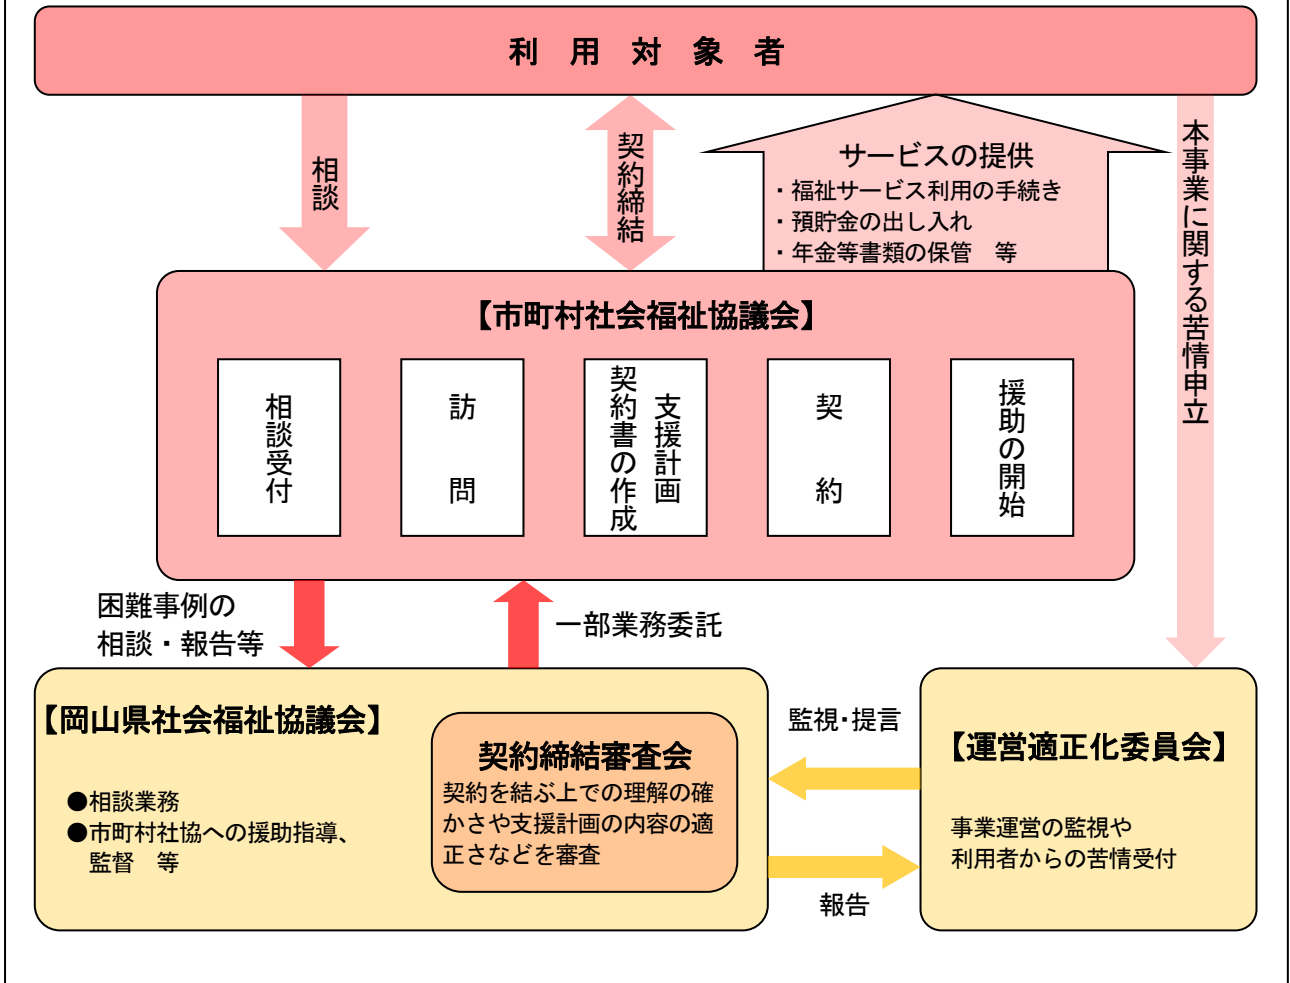 利　用　対　象　者
相談
契約締結
サービスの提供
・福祉サービス利用の手続き
・預貯金の出し入れ
・年金等書類の保管　等
本事業に関する苦情申立
【市町村社会福祉協議会】
相談受付
訪　問
支援計画
契約書の作成
契　約
援助の開始
困難事例の
相談・報告等
一部業務委託
【岡山県社会福祉協議会】
●相談業務
●市町村社協への援助指導、
監督　等
契約締結審査会
契約を結ぶ上での理解の確
かさや支援計画の内容の適
正さなどを審査
監視・提言
報告
【運営適正化委員会】
事業運営の監視や
利用者からの苦情受付